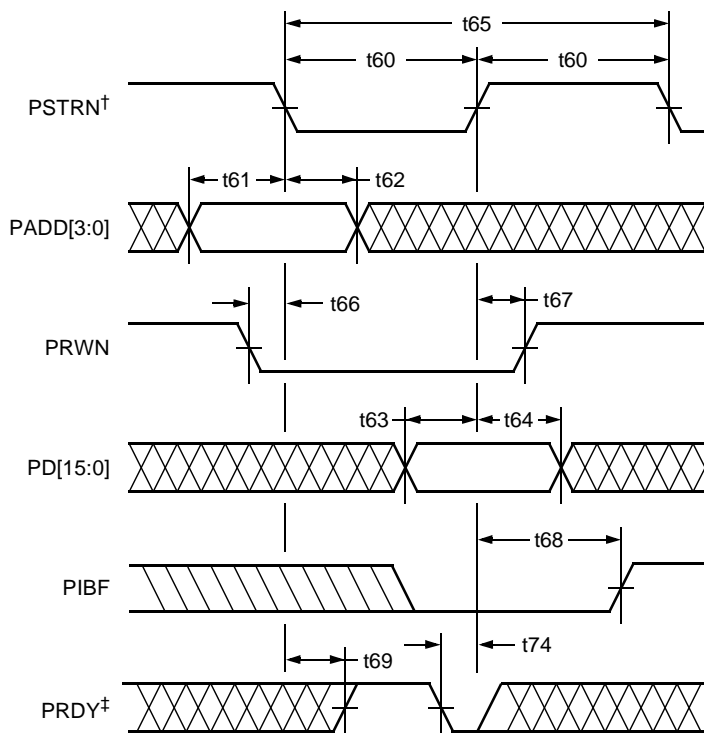 t65
t60 t60
PSTRN†
t61 t62
PADD[3:0]
t66 t67
PRWN
t63 t64
PD[15:0]
t68
PIBF
t74
t69
PRDY‡